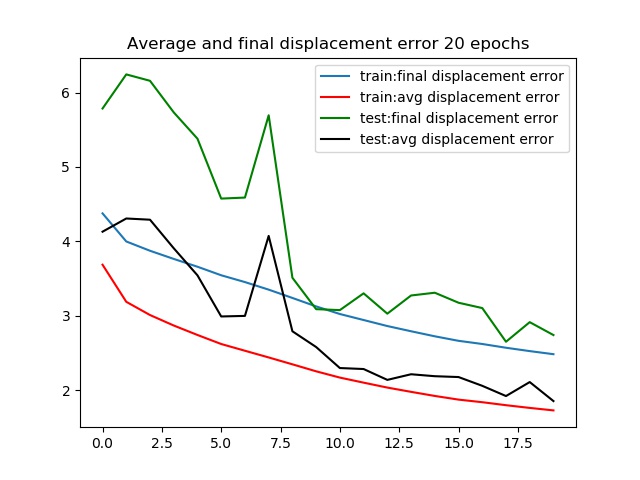 Average and final displacement error 20 epochs
train:final displacement error
train:avg displacement error
test:final displacement error
test:avg displacement error
6
5
4
3
2
0.0 2.5 5.0 7.5 10.0 12.5 15.0 17.5